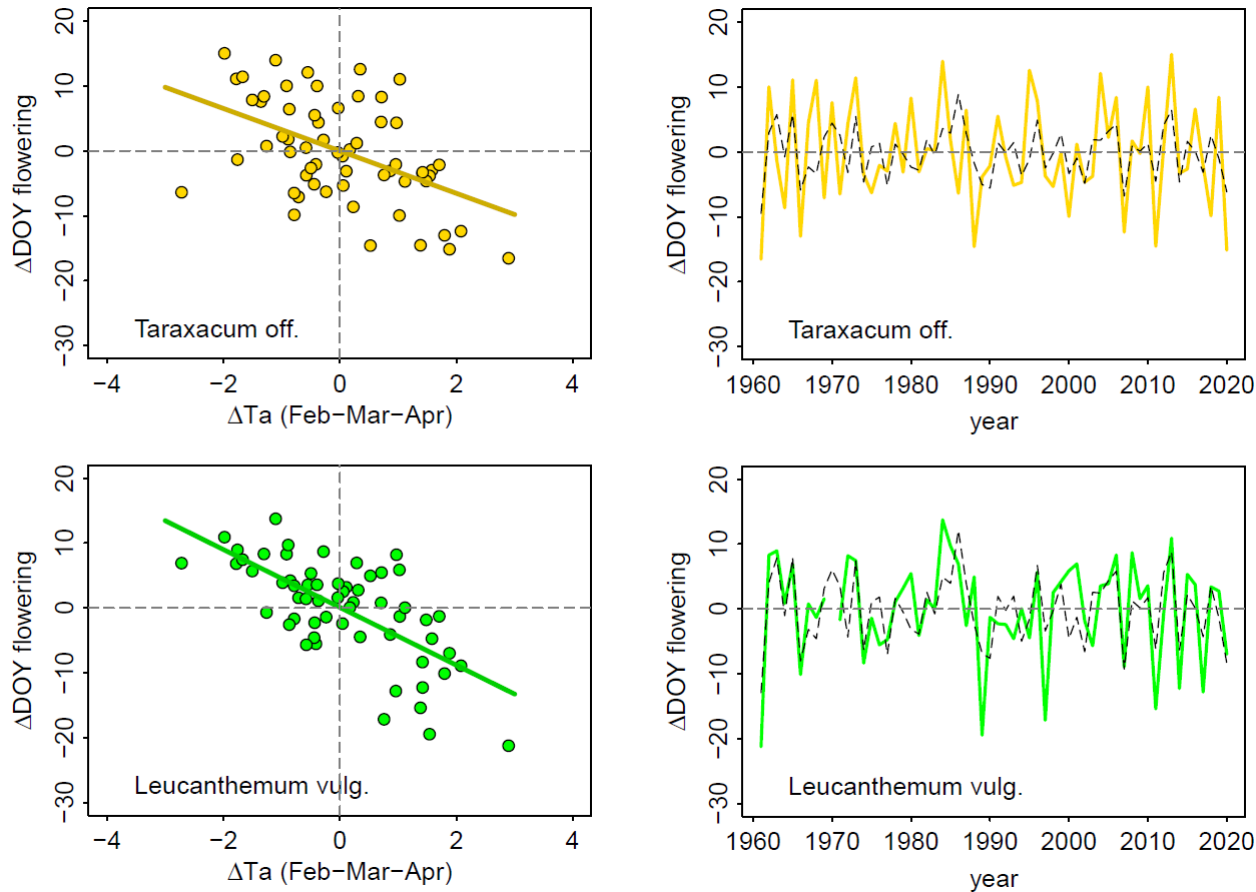 20
10
0
−10
−20
−30
ΔDOY flowering
Taraxacum off.
−4 −2 0 2 4
ΔTa (Feb−Mar−Apr)
20
10
0
−10
−20
−30
ΔDOY flowering
Taraxacum off.
1960 1970 1980 1990 2000 2010 2020
year
20
10
0
−10
−20
−30
ΔDOY flowering
Leucanthemum vulg.
−4 −2 0 2 4
ΔTa (Feb−Mar−Apr)
20
10
0
−10
−20
−30
ΔDOY flowering
Leucanthemum vulg.
1960 1970 1980 1990 2000 2010 2020
year